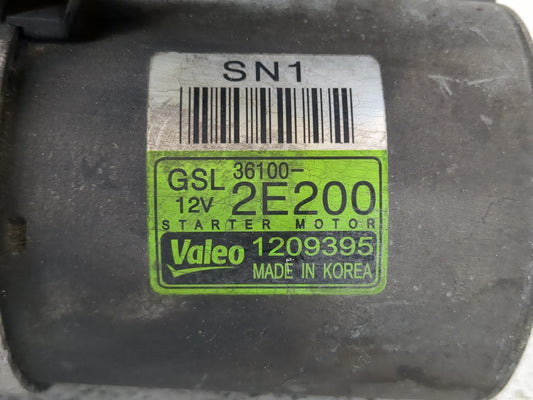 SN1
GSL 36100-
12V 2E200
STARTER MOTOR
Valeo 1209395
MADE IN KOREA